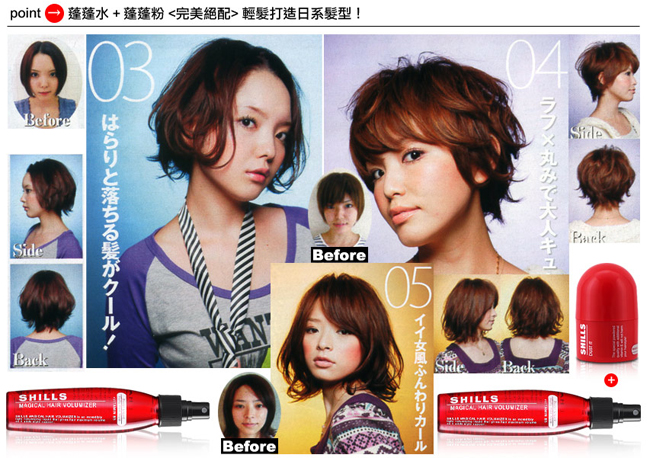 point → 蓬蓬水 + 蓬蓬粉 <完美絕配> 輕髮打造日系髮型！
Before
03
はらりと落ちる髪がクール！
Side
Back
04
ラフ×丸みで大人キュ
Side
Back
Before
05
イイ女風ふんわりカール
Side
Back
Before
SHILLS
MAGICAL HAIR VOLUMIZER
SHILLS
+
SHILLS
MAGICAL HAIR VOLUMIZER